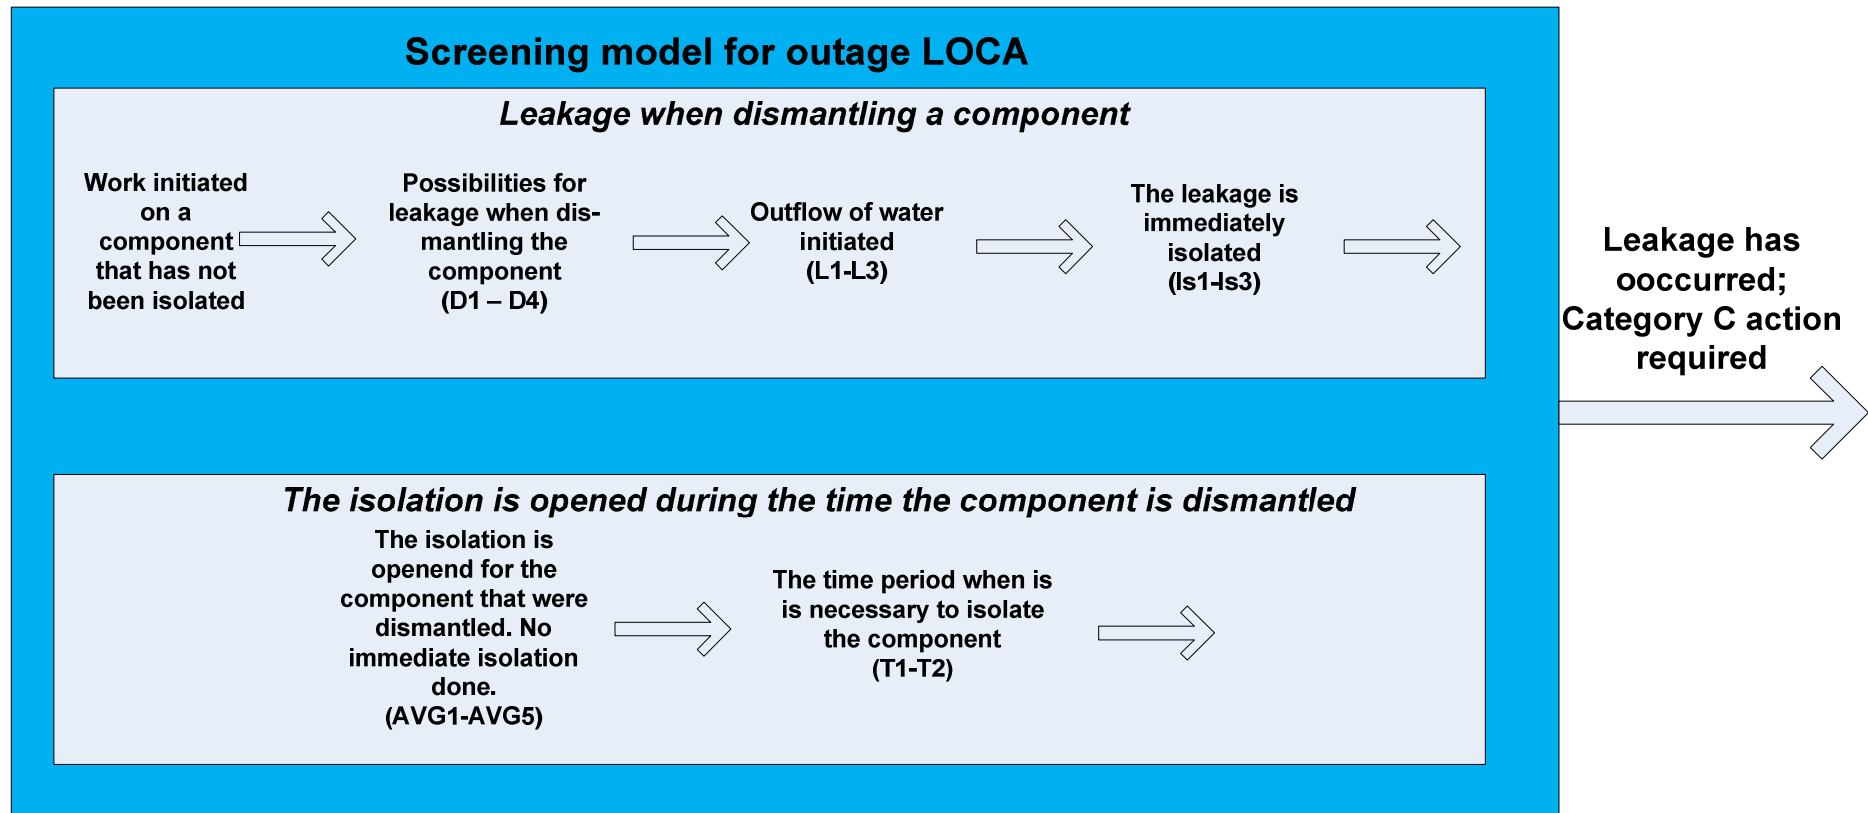 Screening model for outage LOCA
Leakage when dismantling a component
Work initiated
on a
component
that has not
been isolated
Possibilities for
leakage when dis-
mantling the
component
(D1 – D4)
Outflow of water
initiated
(L1-L3)
The leakage is
immediately
isolated
(Is1-Is3)
Leakage has
ooccurred;
Category C action
required
The isolation is opened during the time the component is dismantled
The isolation is
openend for the
component that were
dismantled. No
immediate isolation
done.
(AVG1-AVG5)
The time period when is
is necessary to isolate
the component
(T1-T2)